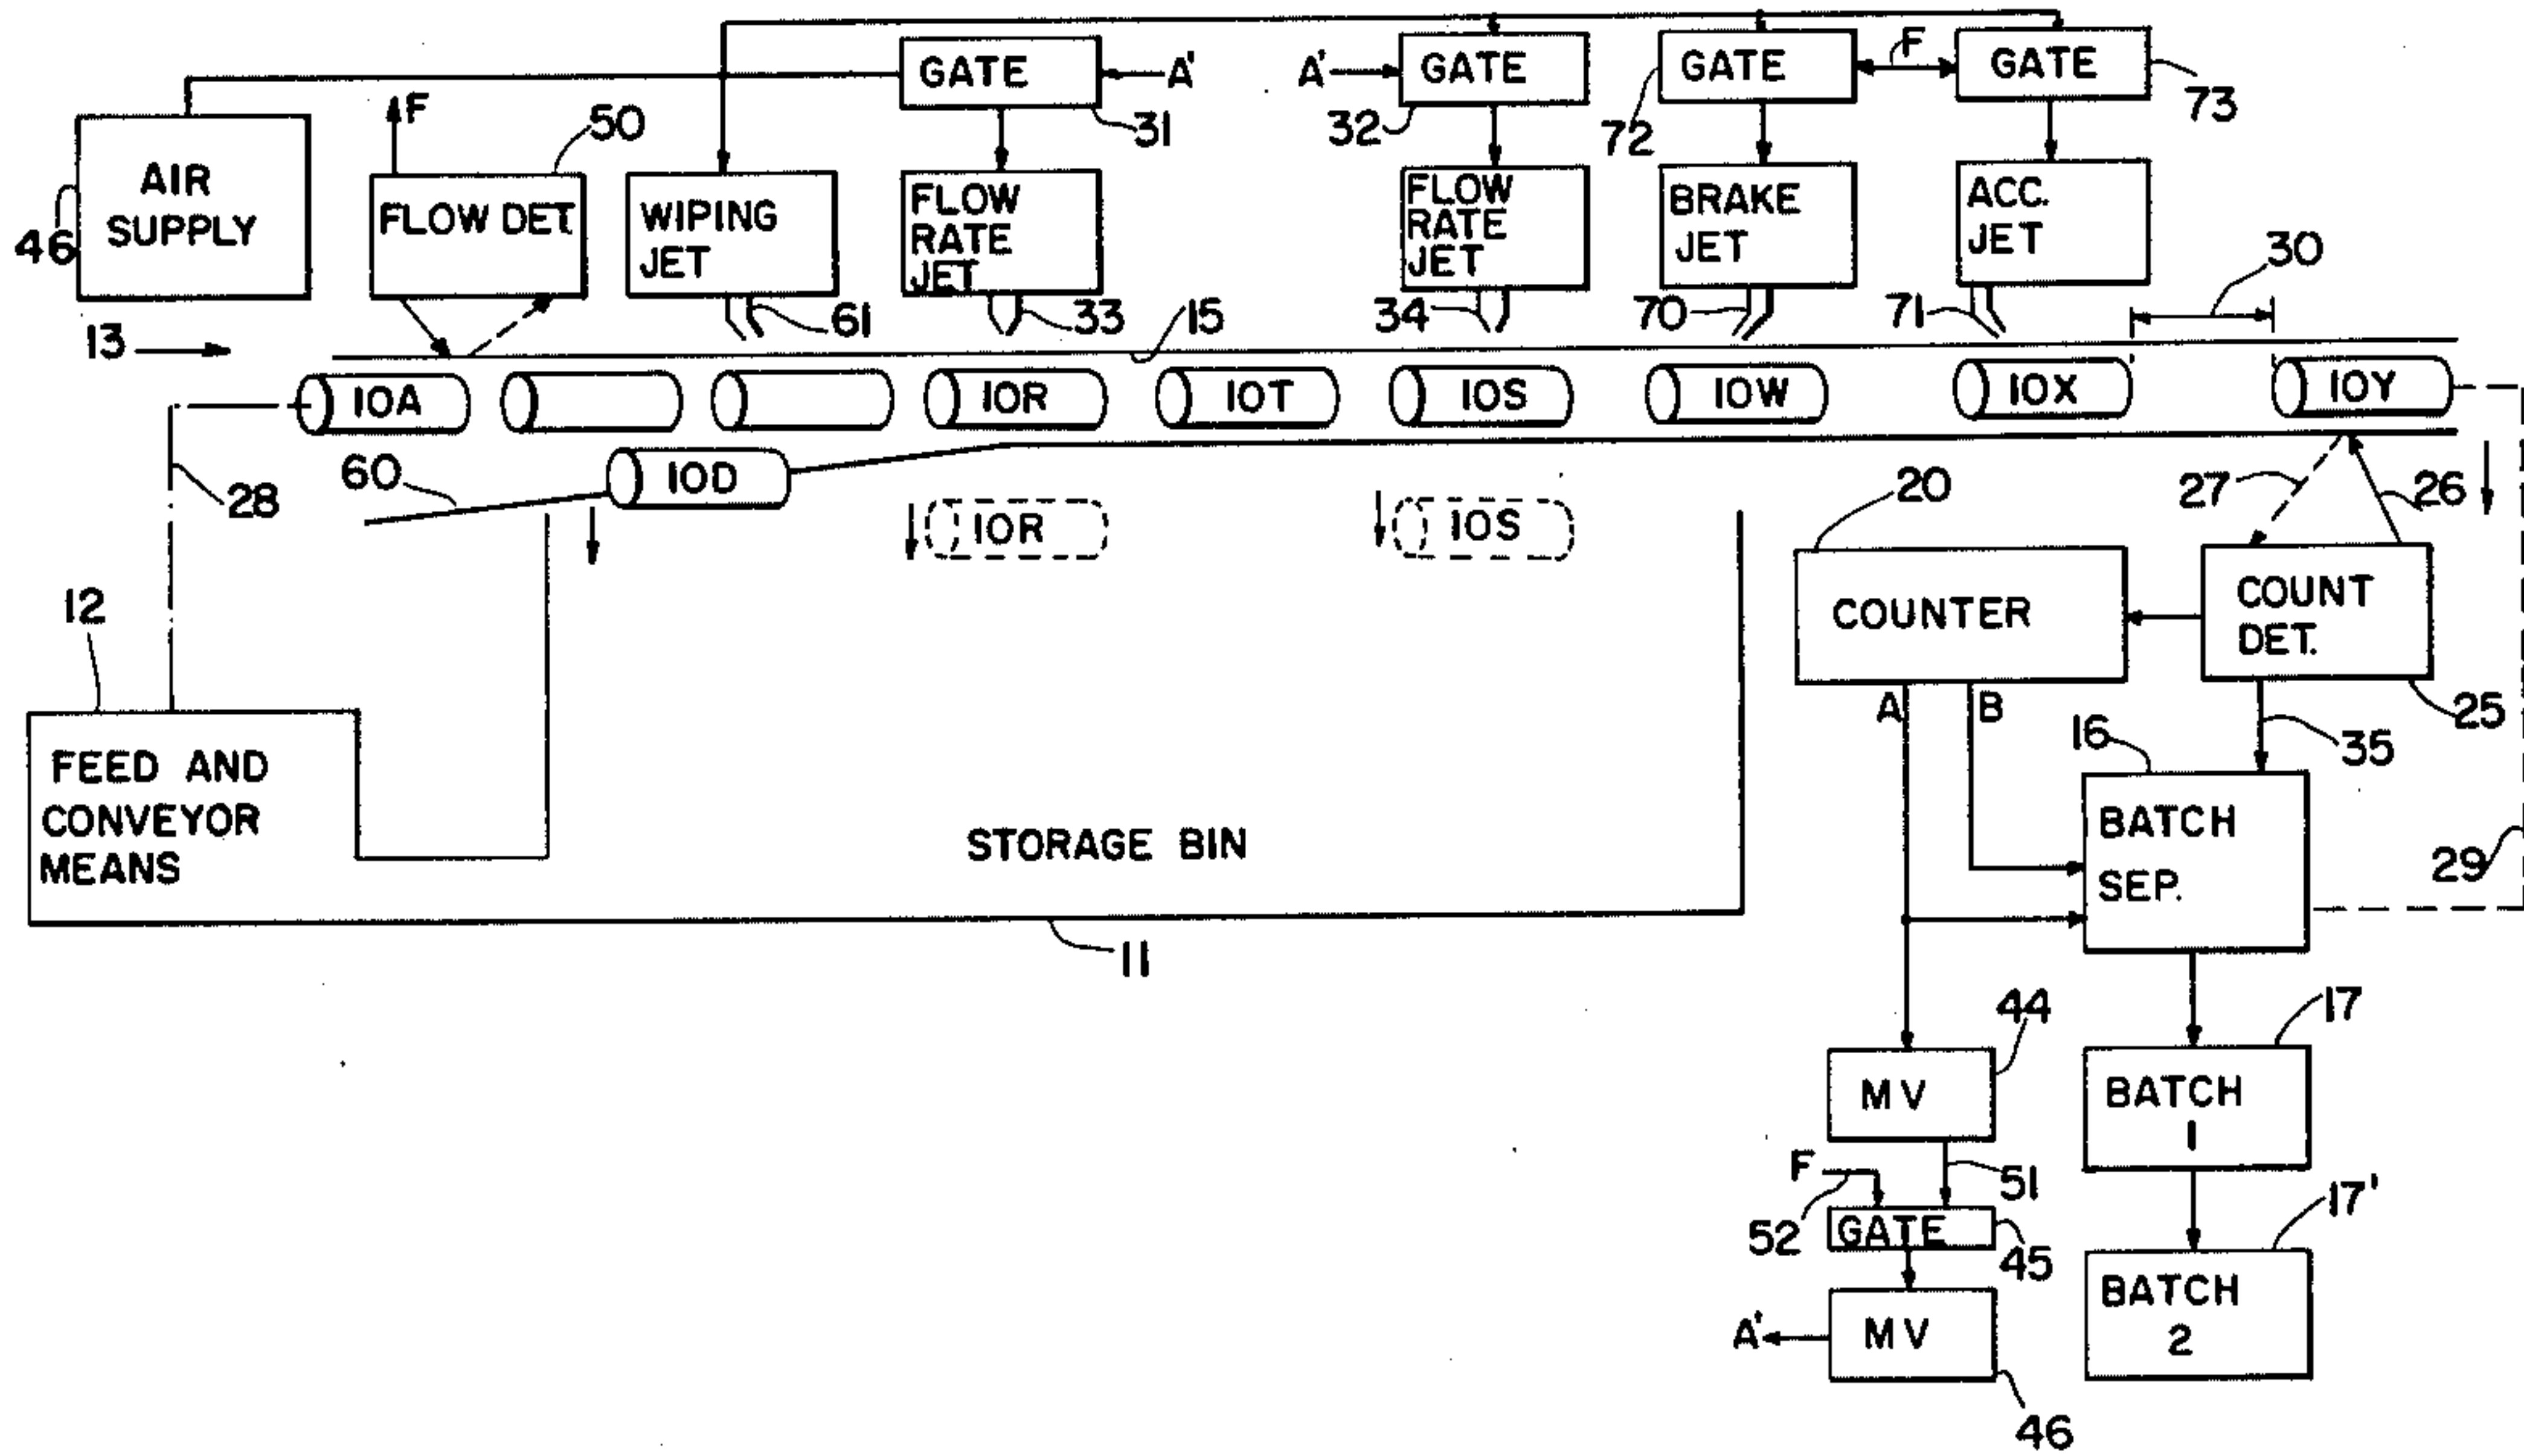 GATE
A'
A'
GATE
GATE
F
GATE
31
32
72
73
F
50
AIR
SUPPLY
46
FLOW DET.
WIPING
JET
FLOW
RATE
JET
FLOW
RATE
JET
BRAKE
JET
ACC.
JET
30
61
33
15
34
70
71
13
10A
10R
10T
10S
10W
10X
10Y
28
60
10D
10R
10S
20
27
26
12
COUNTER
COUNT
DET.
A
B
25
16
35
FEED AND
CONVEYOR
MEANS
STORAGE BIN
BATCH
SEP.
29
11
44
17
MV
BATCH
1
F
51
52
GATE
45
17'
BATCH
2
A'
MV
46